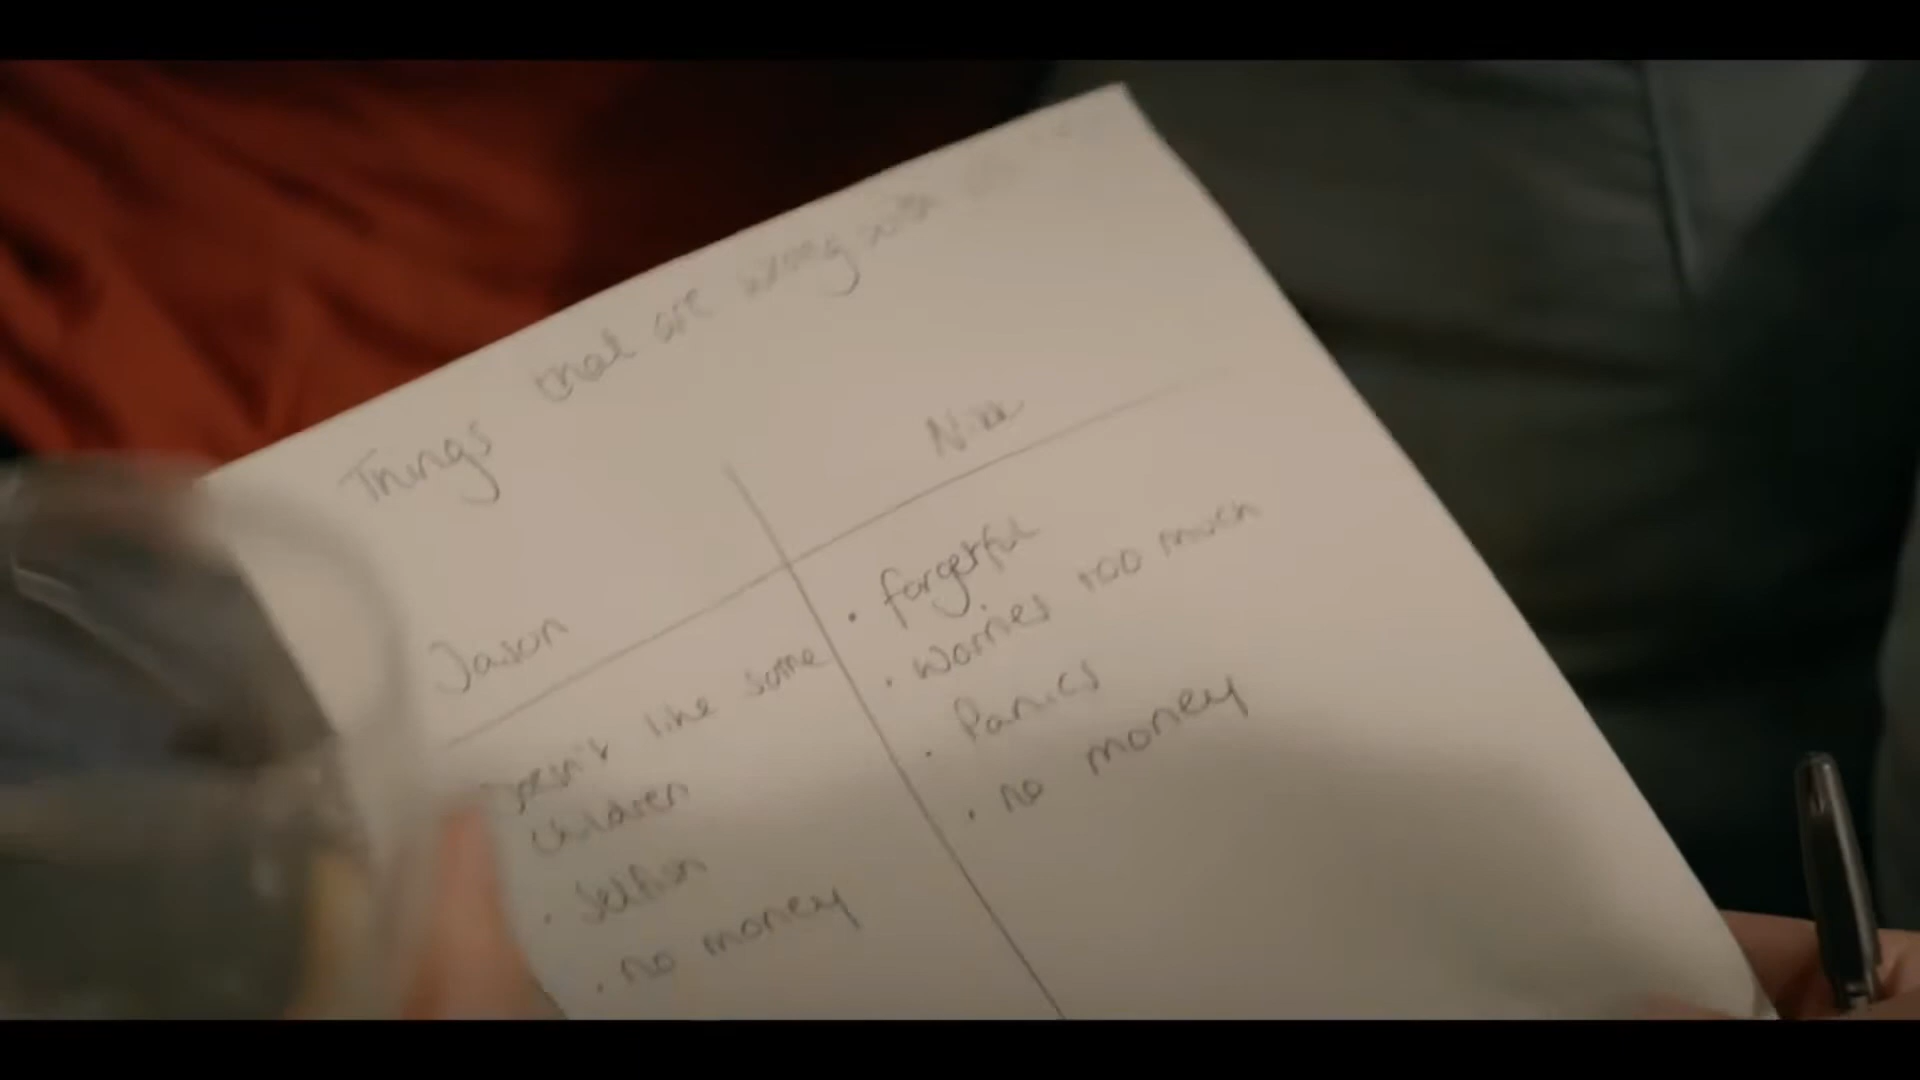 Things that are wrong with
Jason
Nikki
Doesn't like some
children
• Selfish
• no money
• forgetful
• worries too much
• Panics
• no money